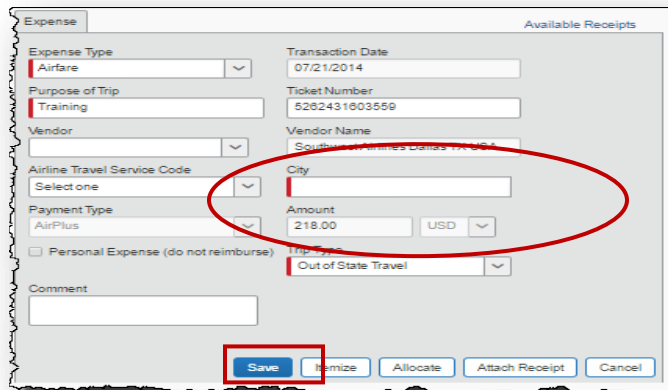 Expense Available Receipts
Expense Type Transaction Date
Airfare 07/21/2014
Purpose of Trip Ticket Number
Training 5262431603559
Vendor Vendor Name
Southwest Airlines Dallas TX USA
Airline Travel Service Code City
Select one
Payment Type Amount
AirPlus 218.00 USD
Personal Expense (do not reimburse) Trip Type
Out of State Travel
Comment
Save Itemize Allocate Attach Receipt Cancel